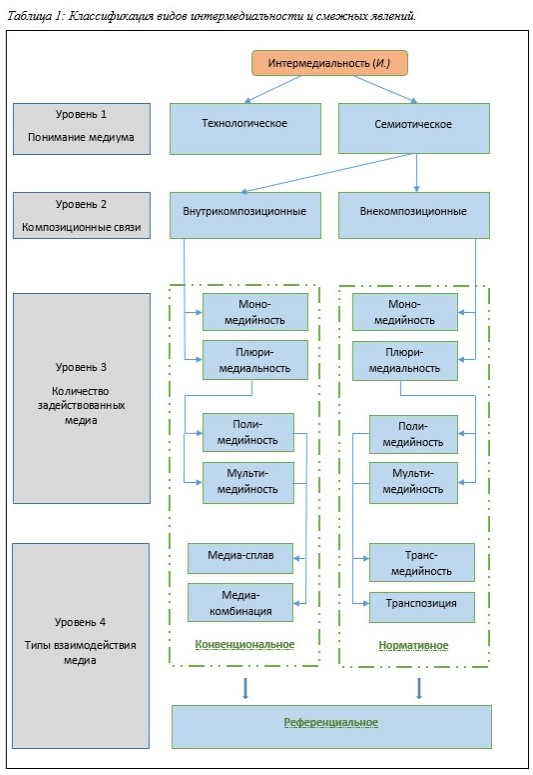 Таблица 1: Классификация видов интермедиальности и смежных явлений.
Интермедиальность (И.)
Уровень 1
Понимание медиума
Технологическое
Семиотическое
Уровень 2
Композиционные связи
Внутрикомпозиционные
Внекомпозиционные
Уровень 3
Количество
задействованных
медиа
Моно-
медийность
Плюри-
медиальность
Поли-
медийность
Мульти-
медийность
Моно-
медийность
Плюри-
медиальность
Поли-
медийность
Мульти-
медийность
Уровень 4
Типы взаимодействия
медиа
Медиа-сплав
Медиа-
комбинация
Конвенциональное
Транс-
медийность
Транспозиция
Нормативное
Референциальное